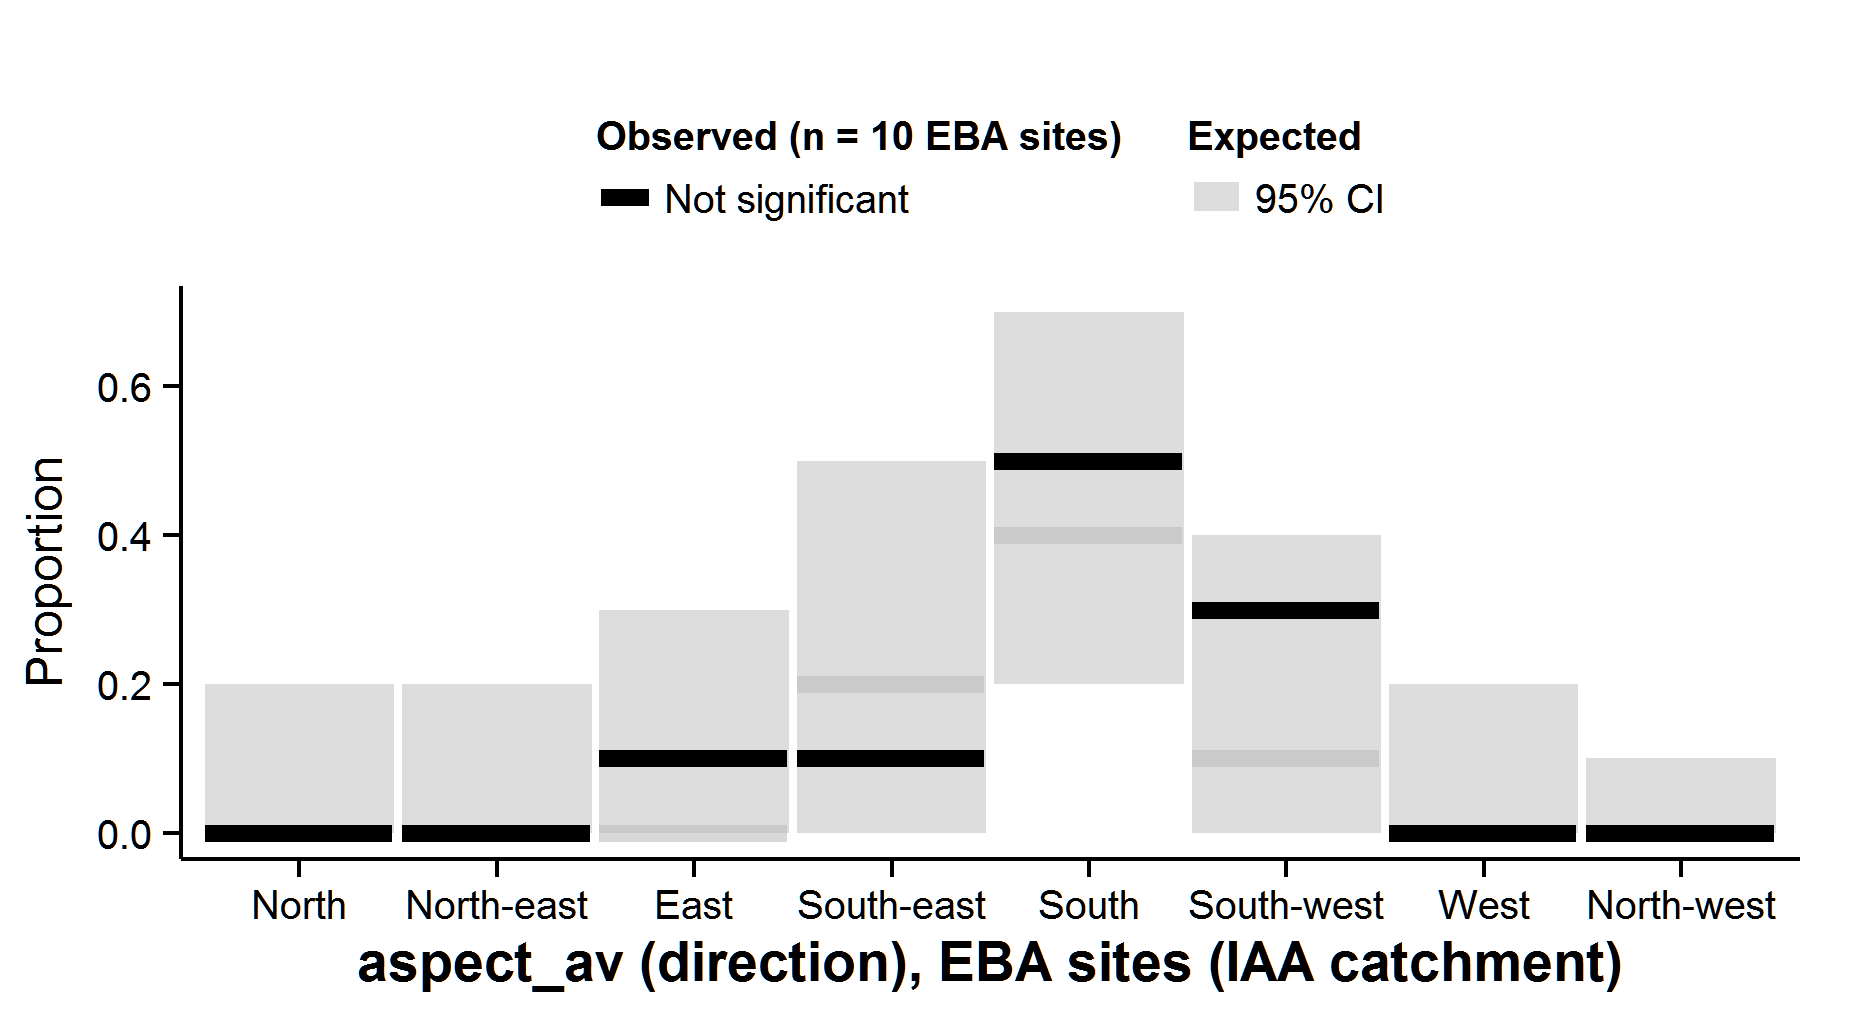 Observed (n = 10 EBA sites) Expected
Not significant 95% CI
Proportion
0.6
0.4
0.2
0.0
North North-east East South-east South South-west West North-west
aspect_av (direction), EBA sites (IAA catchment)